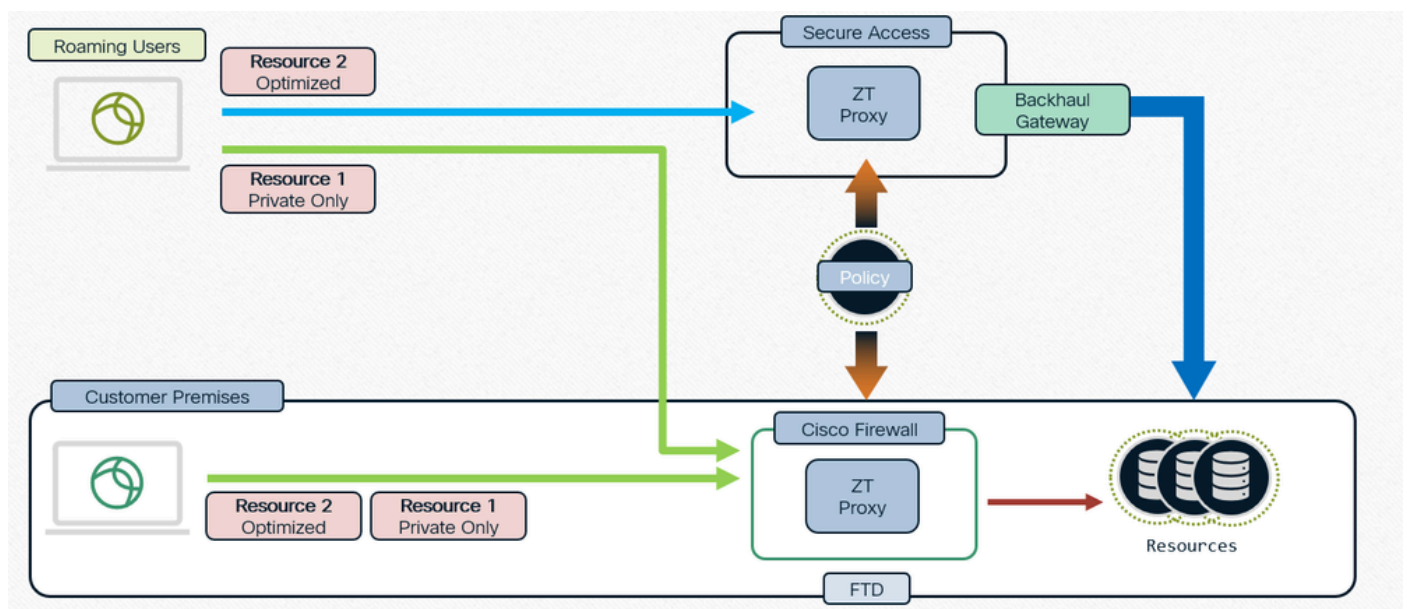 Roaming Users
Resource 2
Optimized
Resource 1
Private Only
Secure Access
ZT
Proxy
Backhaul
Gateway
Policy
Customer Premises
Resource 2
Optimized
Resource 1
Private Only
Cisco Firewall
ZT
Proxy
Resources
FTD